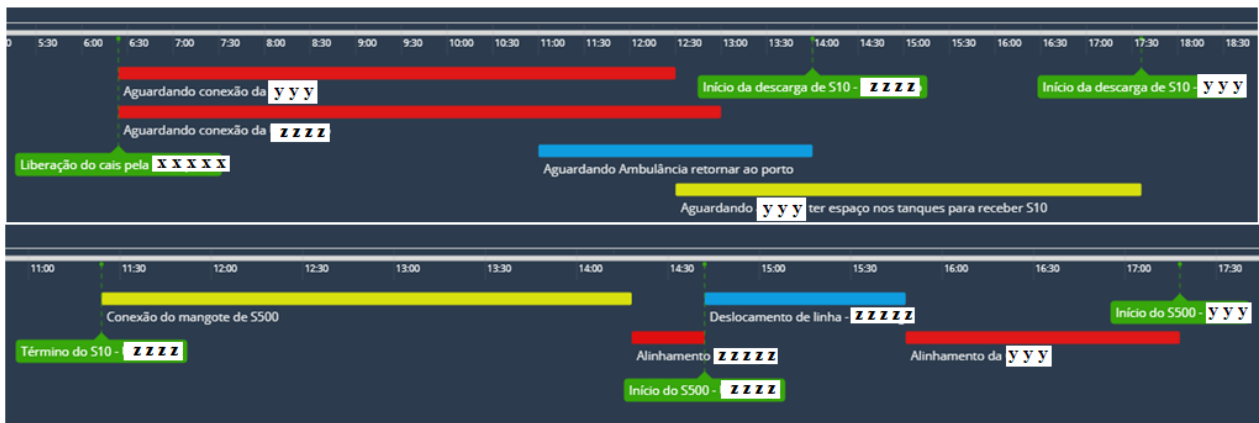 5:30 6:00 6:30 7:00 7:30 8:00 8:30 9:00 9:30 10:00 10:30 11:00 11:30 12:00 12:30 13:00 13:30 14:00 14:30 15:00 15:30 16:00 16:30 17:00 17:30 18:00 18:30
Aguardando conexão da y y y
Início da descarga de S10 - z z z z
Início da descarga de S10 - y y y
Aguardando conexão da z z z z
Liberação do cais pela x x x x x
Aguardando Ambulância retornar ao porto
Aguardando y y y ter espaço nos tanques para receber S10
11:00 11:30 12:00 12:30 13:00 13:30 14:00 14:30 15:00 15:30 16:00 16:30 17:00 17:30
Conexão do mangote de S500
Deslocamento de linha - z z z z z
Início do S500 - y y y
Término do S10 - z z z z
Alinhamento z z z z z
Alinhamento da y y y
Início do S500 - z z z z